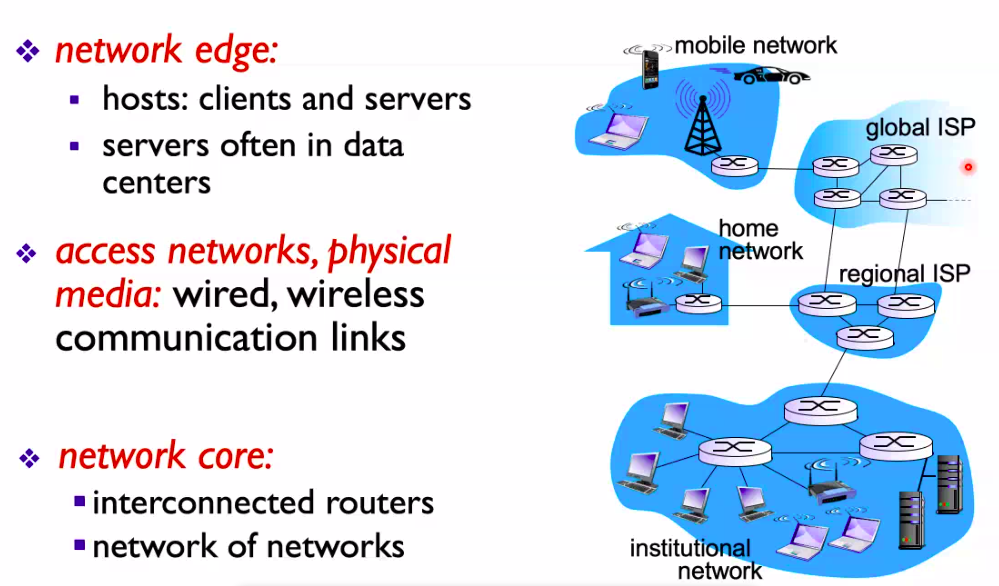 network edge:
hosts: clients and servers
servers often in data
centers
access networks, physical
media: wired, wireless
communication links
network core:
interconnected routers
network of networks
mobile network
global ISP
home
network
regional ISP
institutional
network